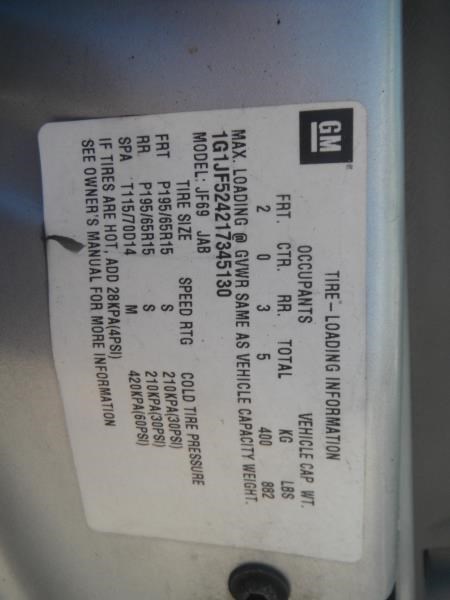 GM
TIRE-LOADING INFORMATION
OCCUPANTS VEHICLE CAP. WT.
FRT. CTR. RR. TOTAL KG LBS
2 0 3 5 400 882
MAX. LOADING @ GVWR SAME AS VEHICLE CAPACITY WEIGHT.
1G1JF524217345130
MODEL: JF69 JAB
TIRE SIZE SPEED RTG COLD TIRE PRESSURE
FRT P195/65R15 S 210KPA(30PSI)
RR. P195/65R15 S 210KPA(30PSI)
SPA T115/70D14 M 420KPA(60PSI)
IF TIRES ARE HOT, ADD 28KPA(4PSI)
SEE OWNER'S MANUAL FOR MORE INFORMATION